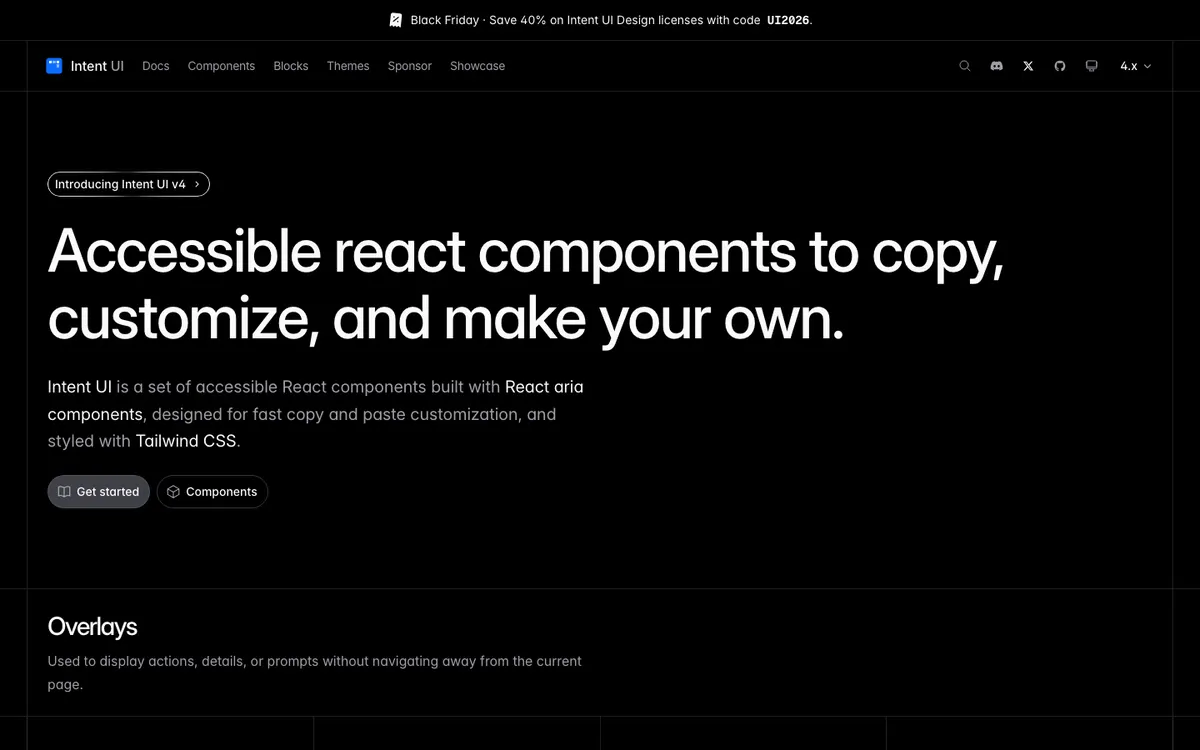 Black Friday · Save 40% on Intent UI Design licenses with code UI2026.
Intent UI Docs Components Blocks Themes Sponsor Showcase 4.x
Introducing Intent UI v4
Accessible react components to copy,
customize, and make your own.
Intent UI is a set of accessible React components built with React aria
components, designed for fast copy and paste customization, and
styled with Tailwind CSS.
Get started Components
Overlays
Used to display actions, details, or prompts without navigating away from the current
page.